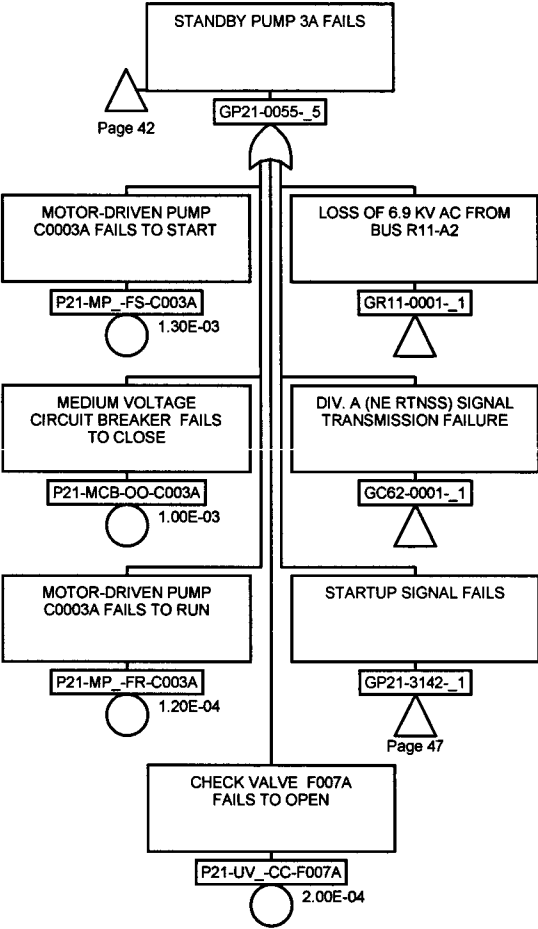 STANDBY PUMP 3A FAILS
Page 42
GP21-0055-_5
MOTOR-DRIVEN PUMP
C0003A FAILS TO START
P21-MP_-FS-C003A
1.30E-03
LOSS OF 6.9 KV AC FROM
BUS R11-A2
GR11-0001-_1
MEDIUM VOLTAGE
CIRCUIT BREAKER FAILS
TO CLOSE
P21-MCB-OO-C003A
1.00E-03
DIV. A (NE RTNSS) SIGNAL
TRANSMISSION FAILURE
GC62-0001-_1
MOTOR-DRIVEN PUMP
C0003A FAILS TO RUN
P21-MP_-FR-C003A
1.20E-04
STARTUP SIGNAL FAILS
GP21-3142-_1
Page 47
CHECK VALVE F007A
FAILS TO OPEN
P21-UV_-CC-F007A
2.00E-04